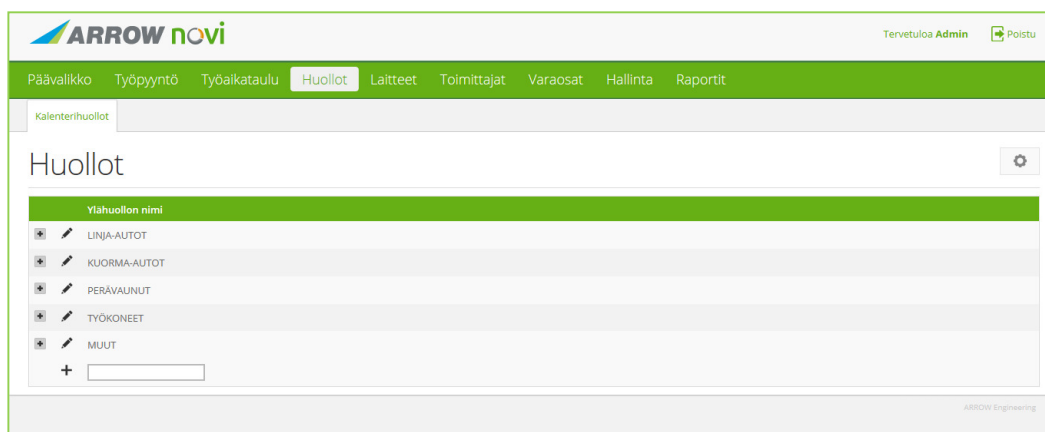 ARROW novi
Tervetuloa Admin Poistu
Päävalikko Työpyyntö Työaikataulu Huollot Laitteet Toimittajat Varaosat Hallinta Raportit
Kalenterihuollot
Huollot
Ylähuollon nimi
LINJA-AUTOT
KUORMA-AUTOT
PERÄVAUNUT
TYÖKONEET
MUUT
ARROW Engineering